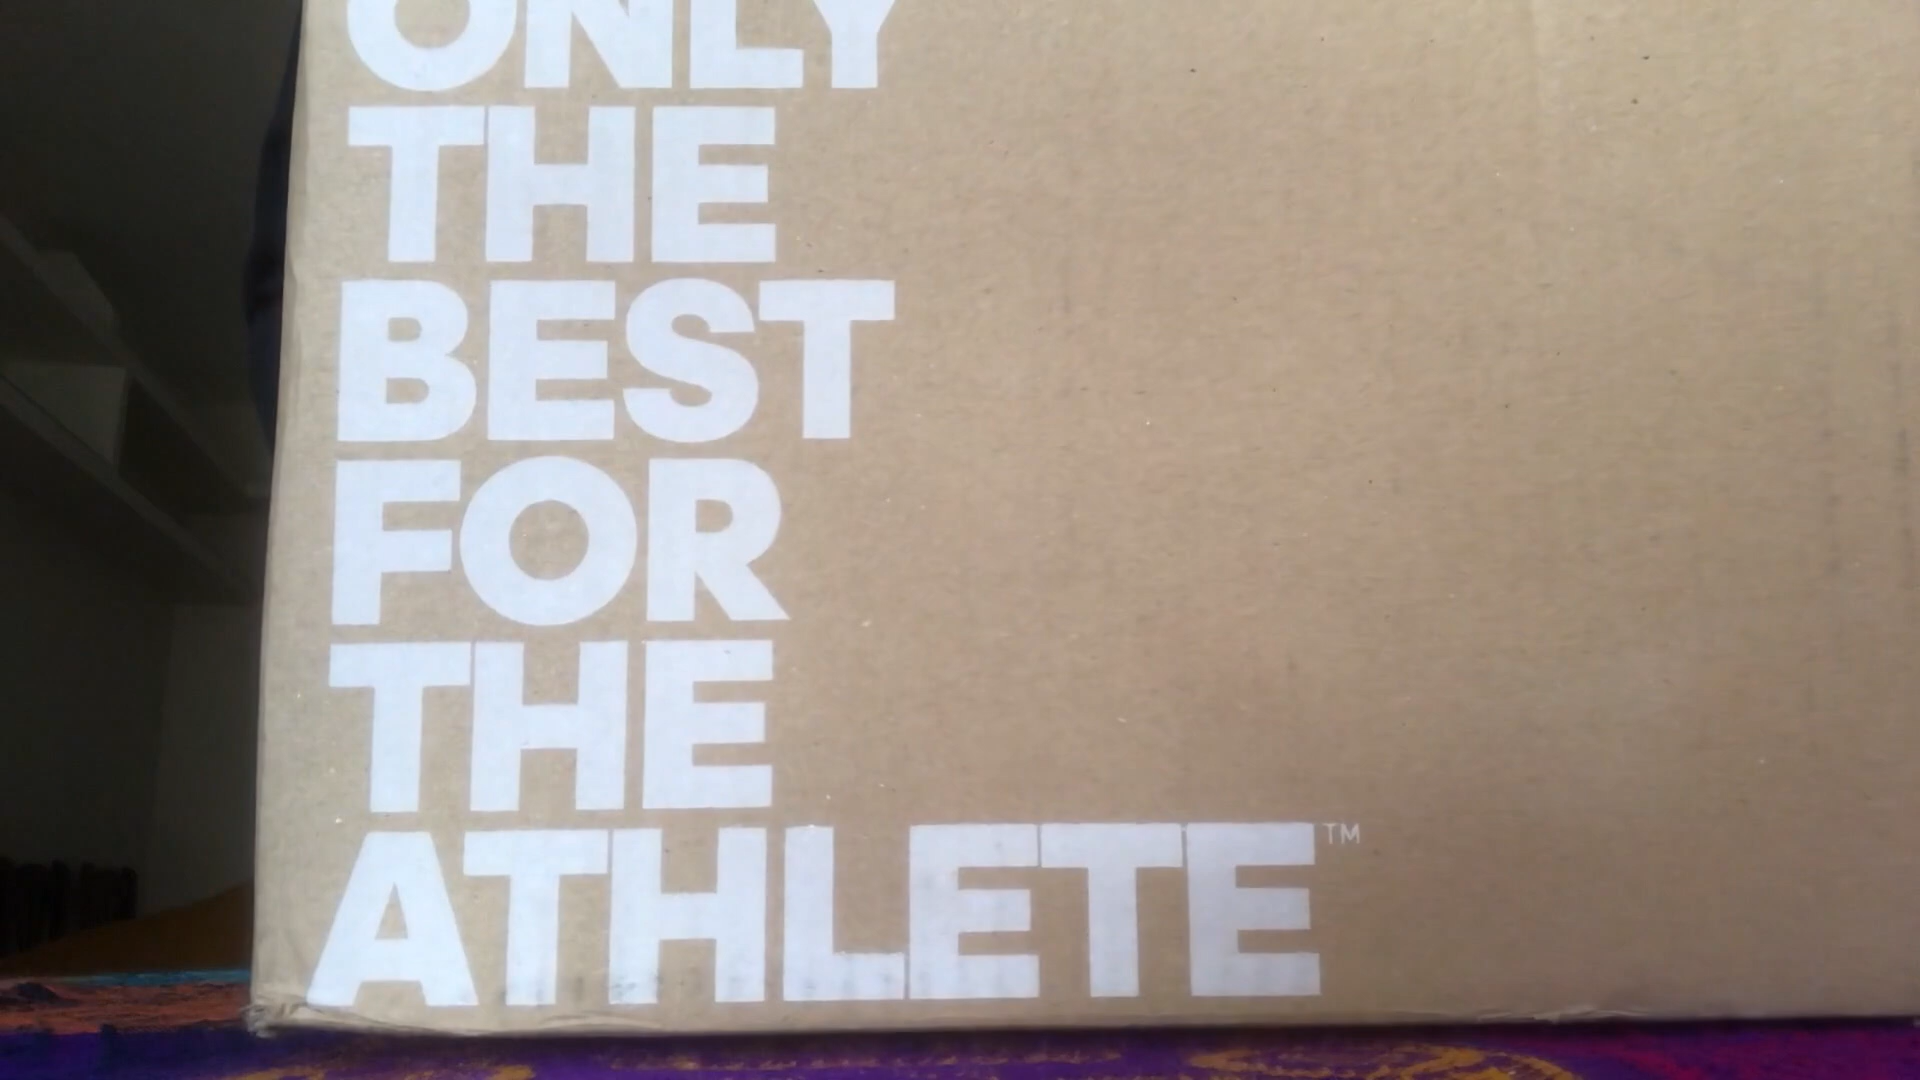 ONLY
THE
BEST
FOR
THE
ATHLETE™